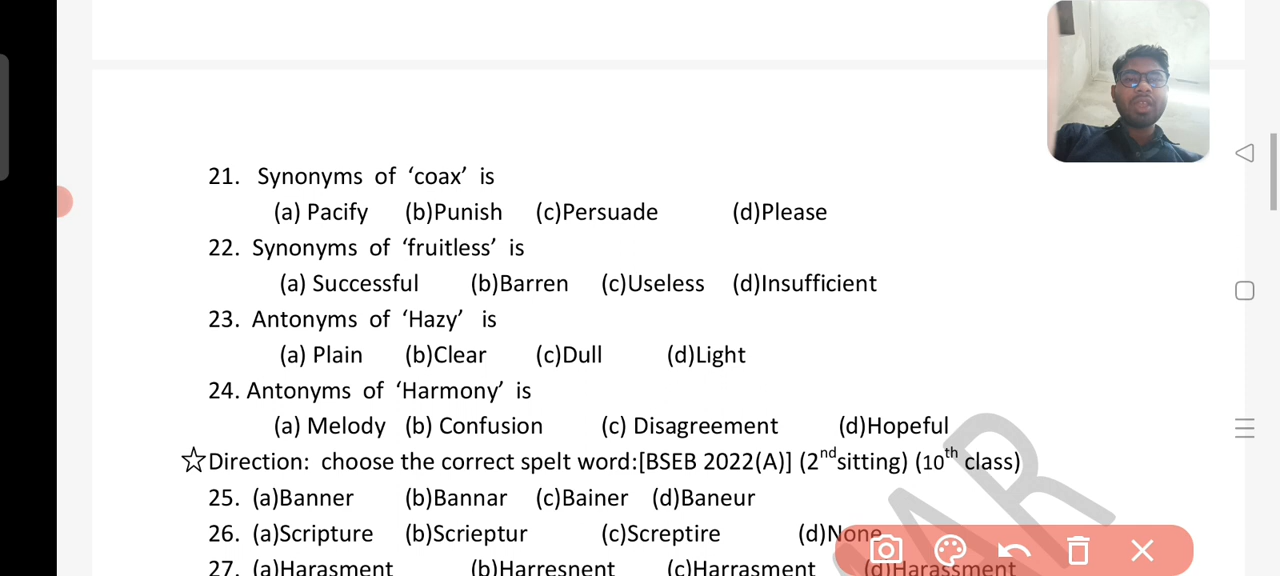 21. Synonyms of ‘coax’ is
(a) Pacify (b)Punish (c)Persuade (d)Please
22. Synonyms of ‘fruitless’ is
(a) Successful (b)Barren (c)Useless (d)Insufficient
23. Antonyms of ‘Hazy’ is
(a) Plain (b)Clear (c)Dull (d)Light
24. Antonyms of ‘Harmony’ is
(a) Melody (b) Confusion (c) Disagreement (d)Hopeful
☆Direction: choose the correct spelt word:[BSEB 2022(A)] (2nd sitting) (10th class)
25. (a)Banner (b)Bannar (c)Bainer (d)Baneur
26. (a)Scripture (b)Scrieptur (c)Screptire (d)None
27. (a)Harasment (b)Harresnent (c)Harrasment (d)Harassment